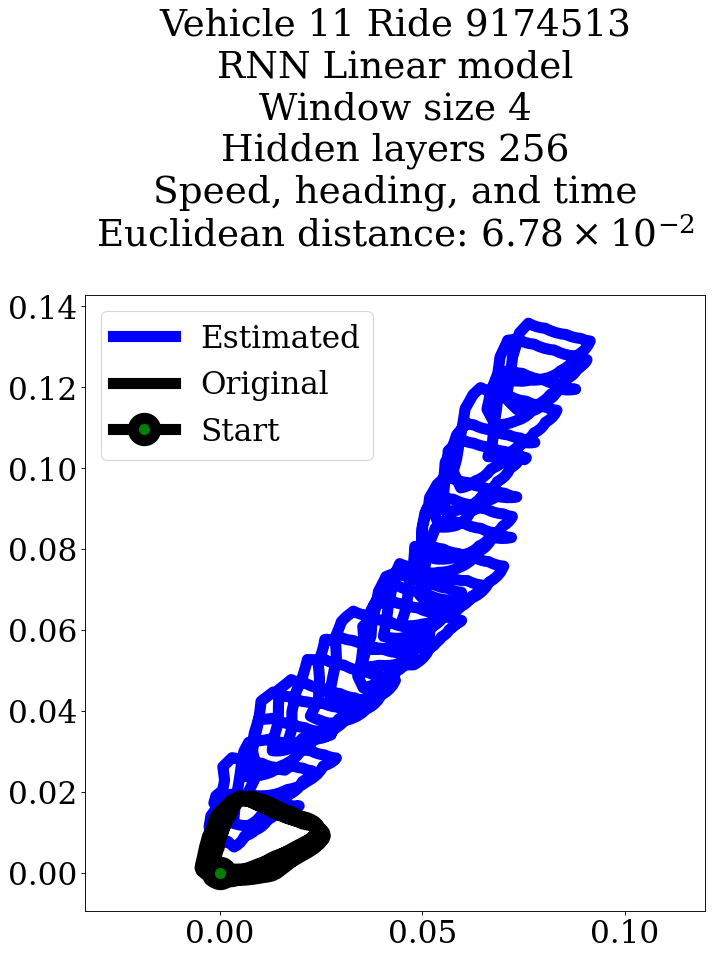 Vehicle 11 Ride 9174513
RNN Linear model
Window size 4
Hidden layers 256
Speed, heading, and time
Euclidean distance: 6.78 × 10⁻²
Estimated
Original
Start
0.14
0.12
0.10
0.08
0.06
0.04
0.02
0.00
0.00 0.05 0.10